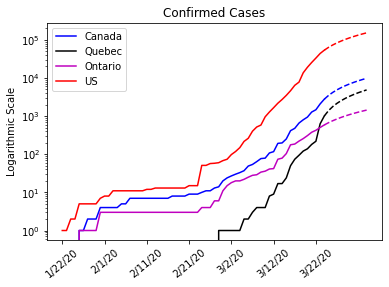 Confirmed Cases
Canada
Quebec
Ontario
US
Logarithmic Scale
10^5
10^4
10^3
10^2
10^1
10^0
1/22/20
2/1/20
2/11/20
2/21/20
3/2/20
3/12/20
3/22/20